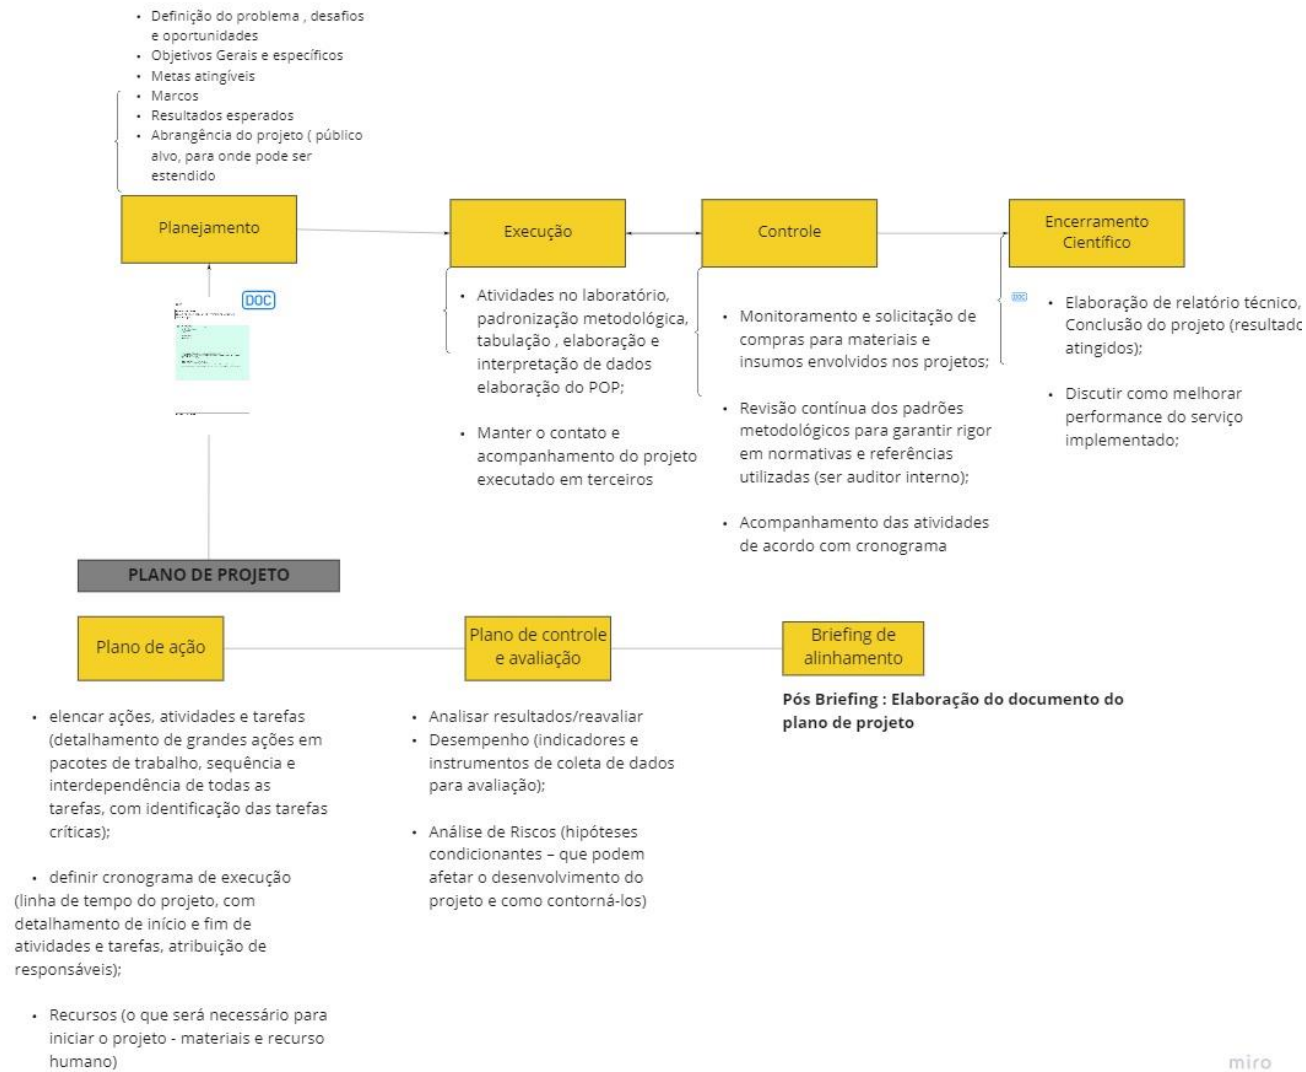 • Definição do problema , desafios
e oportunidades
• Objetivos Gerais e específicos
• Metas atingíveis
• Marcos
• Resultados esperados
• Abrangência do projeto ( público
alvo, para onde pode ser
estendido
Planejamento
Execução
Controle
Encerramento
Científico
DOC
• Atividades no laboratório,
padronização metodológica,
tabulação , elaboração e
interpretação de dados
elaboração do POP;
• Manter o contato e
acompanhamento do projeto
executado em terceiros
• Monitoramento e solicitação de
compras para materiais e
insumos envolvidos nos projetos;
• Revisão contínua dos padrões
metodológicos para garantir rigor
em normativas e referências
utilizadas (ser auditor interno);
• Acompanhamento das atividades
de acordo com cronograma
DOC
• Elaboração de relatório técnico,
Conclusão do projeto (resultado
atingidos);
• Discutir como melhorar
performance do serviço
implementado;
PLANO DE PROJETO
Plano de ação
Plano de controle
e avaliação
Briefing de
alinhamento
• elencar ações, atividades e tarefas
(detalhamento de grandes ações em
pacotes de trabalho, sequência e
interdependência de todas as
tarefas, com identificação das tarefas
críticas);
• definir cronograma de execução
(linha de tempo do projeto, com
detalhamento de início e fim de
atividades e tarefas, atribuição de
responsáveis);
• Recursos (o que será necessário para
iniciar o projeto - materiais e recurso
humano)
• Analisar resultados/reavaliar
• Desempenho (indicadores e
instrumentos de coleta de dados
para avaliação);
• Análise de Riscos (hipóteses
condicionantes – que podem
afetar o desenvolvimento do
projeto e como contorná-los)
Pós Briefing : Elaboração do documento do
plano de projeto
miro